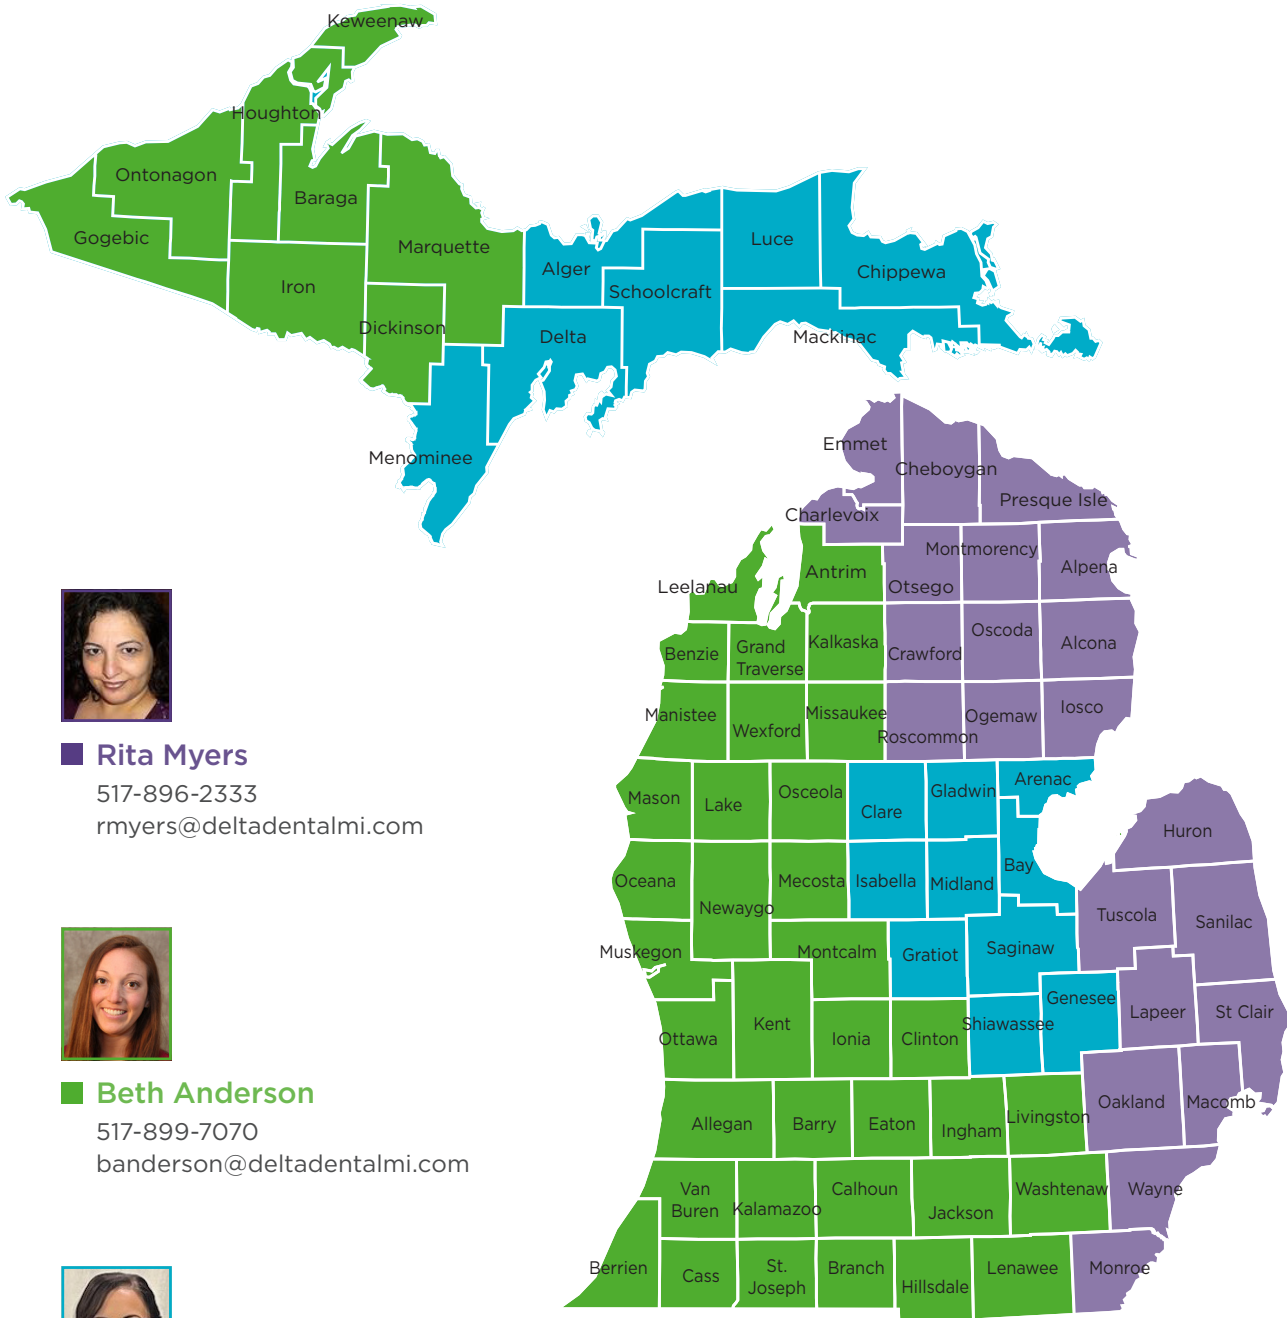 Keweenaw
Houghton
Ontonagon
Baraga
Gogebic
Marquette
Iron
Dickinson
Alger
Luce
Chippewa
Schoolcraft
Delta
Mackinac
Menominee
Emmet
Cheboygan
Presque Isle
Charlevoix
Montmorency
Alpena
Antrim
Otsego
Leelanau
Benzie
Grand
Traverse
Kalkaska
Crawford
Oscoda
Alcona
Manistee
Wexford
Missaukee
Roscommon
Ogemaw
Iosco
Mason
Lake
Osceola
Clare
Gladwin
Arenac
Huron
Oceana
Newaygo
Mecosta
Isabella
Midland
Bay
Tuscola
Sanilac
Muskegon
Montcalm
Gratiot
Saginaw
Genesee
Lapeer
St Clair
Ottawa
Kent
Ionia
Clinton
Shiawassee
Allegan
Barry
Eaton
Ingham
Livingston
Oakland
Macomb
Van
Buren
Kalamazoo
Calhoun
Jackson
Washtenaw
Wayne
Berrien
Cass
St.
Joseph
Branch
Hillsdale
Lenawee
Monroe
Rita Myers
517-896-2333
rmyers@deltadentalmi.com
Beth Anderson
517-899-7070
banderson@deltadentalmi.com